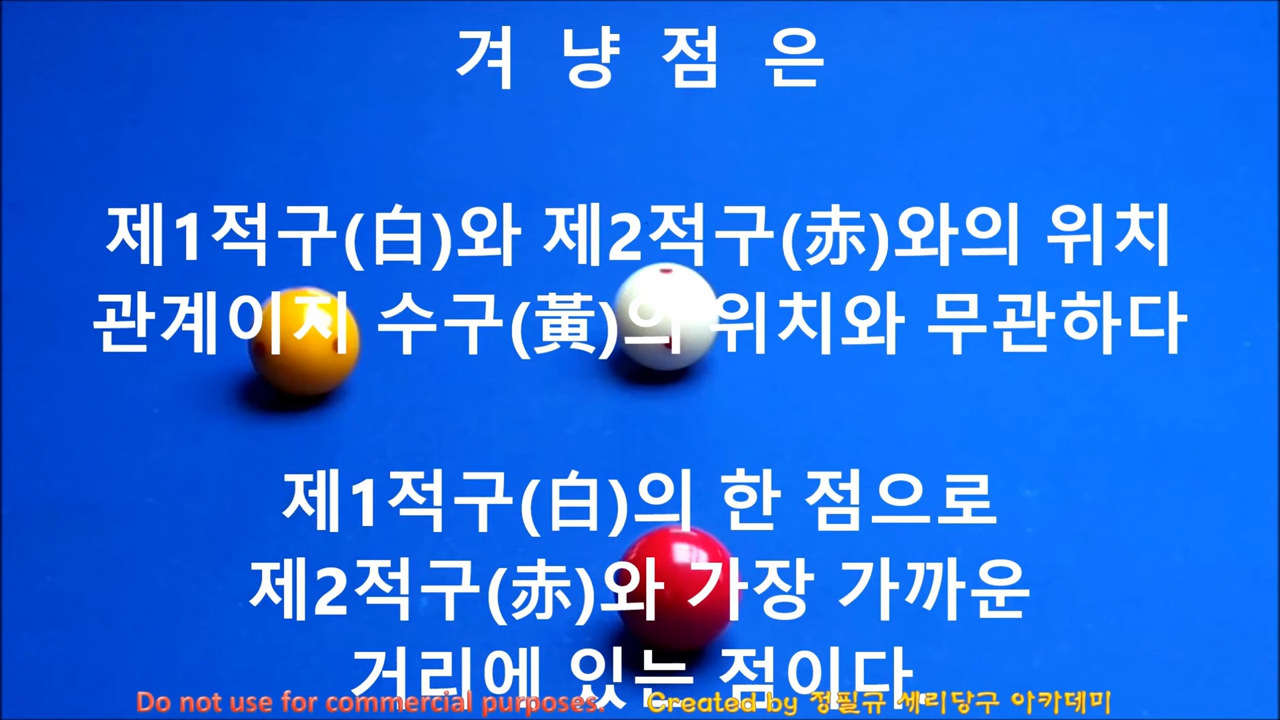 겨 냥 점 은
제1적구(白)와 제2적구(赤)와의 위치
관계이지 수구(黃)의 위치와 무관하다
제1적구(白)의 한 점으로
제2적구(赤)와 가장 가까운
거리에 있는 점이다.
Do not use for commercial purposes. Created by 정필규 세리당구 아카데미